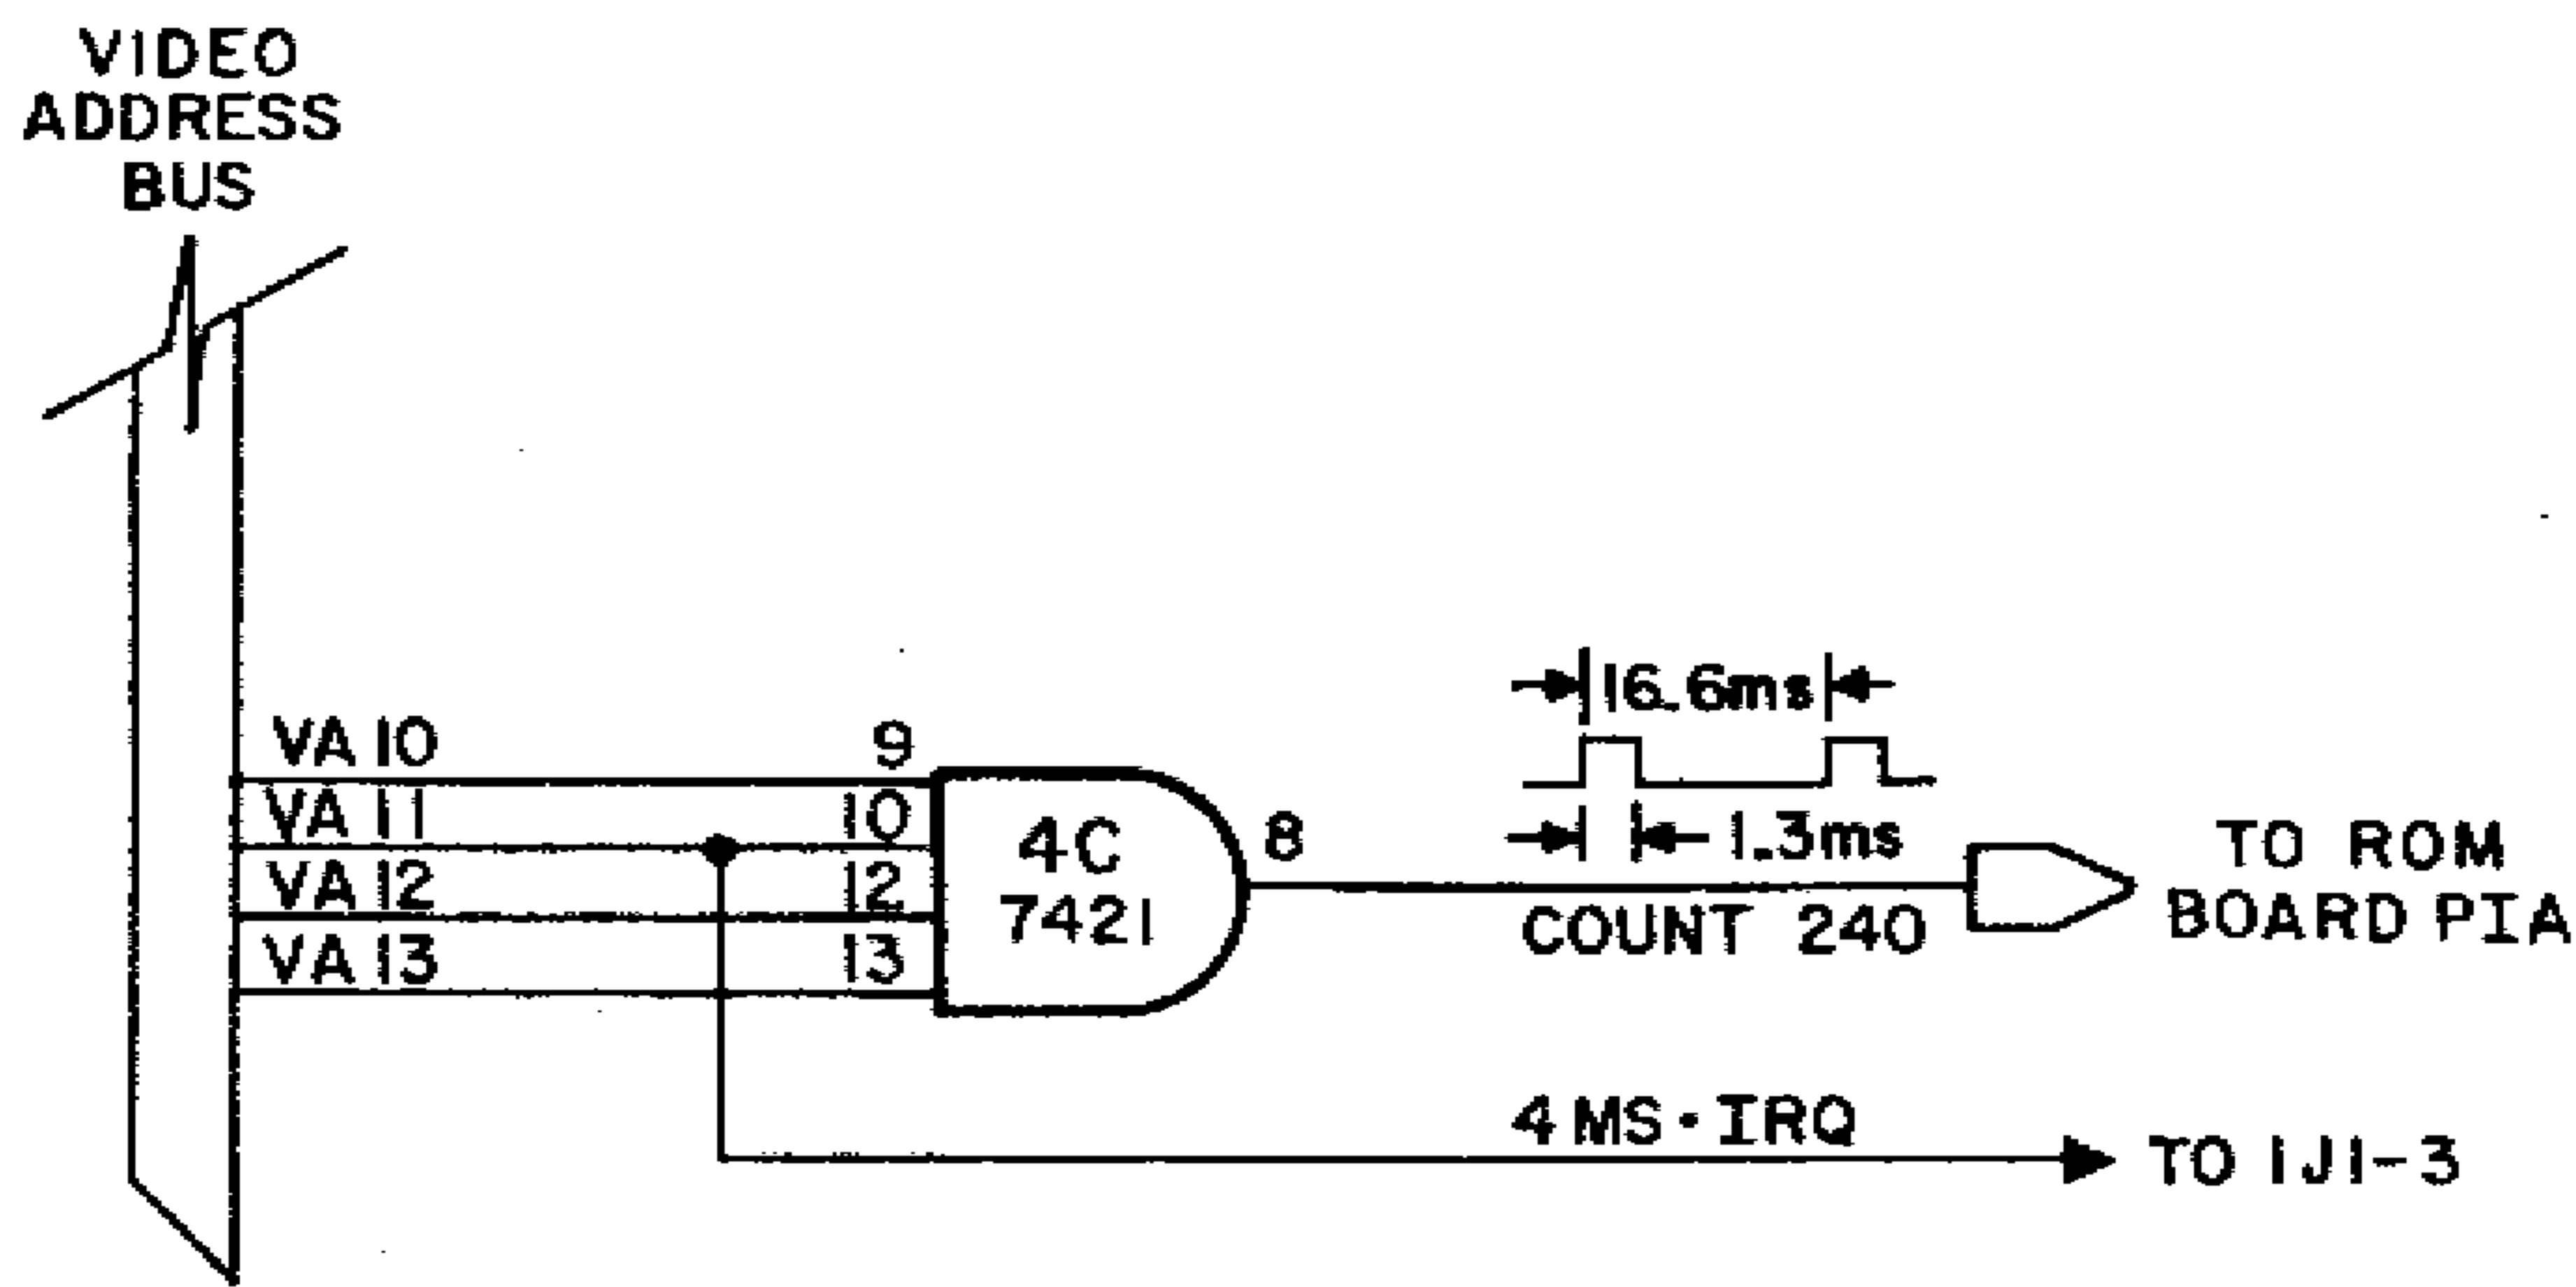 VIDEO
ADDRESS
BUS
16.6ms
VA 10 9
VA 11 10
VA 12 12
VA 13 13
4C
7421
8
1.3ms
COUNT 240
TO ROM
BOARD PIA
4 MS • IRQ
TO 1J1-3